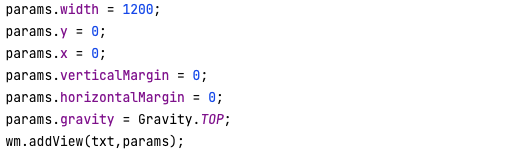 params.width = 1200;
params.y = 0;
params.x = 0;
params.verticalMargin = 0;
params.horizontalMargin = 0;
params.gravity = Gravity.TOP;
wm.addView(txt,params);